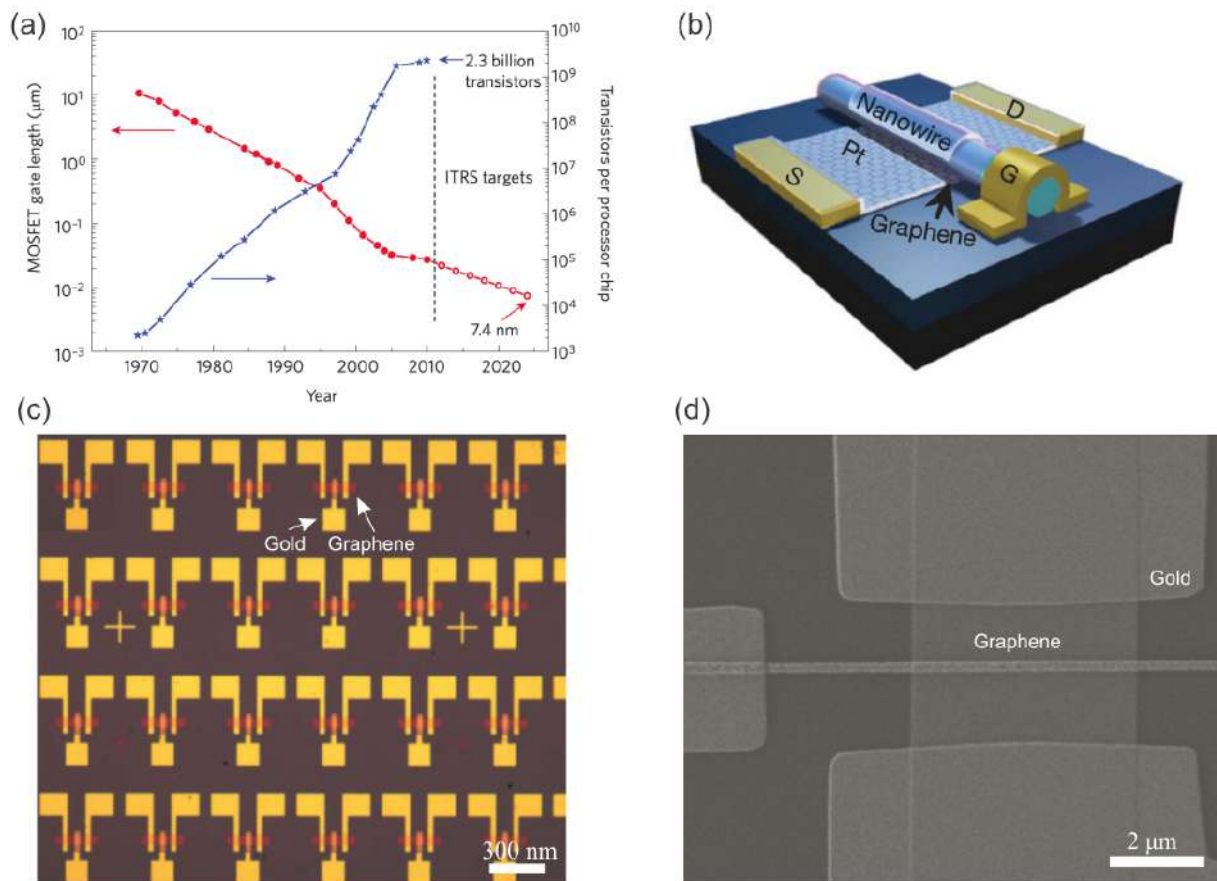 (a)
10²
10¹
10⁰
10⁻¹
10⁻²
10⁻³
MOSFET gate length (μm)
10¹⁰
10⁹
10⁸
10⁷
10⁶
10⁵
10⁴
10³
Transistors per processor chip
2.3 billion
transistors
ITRS targets
7.4 nm
1970 1980 1990 2000 2010 2020
Year
(b)
D
Nanowire
Pt
S
G
Graphene
(c)
Gold Graphene
300 nm
(d)
Gold
Graphene
2 μm